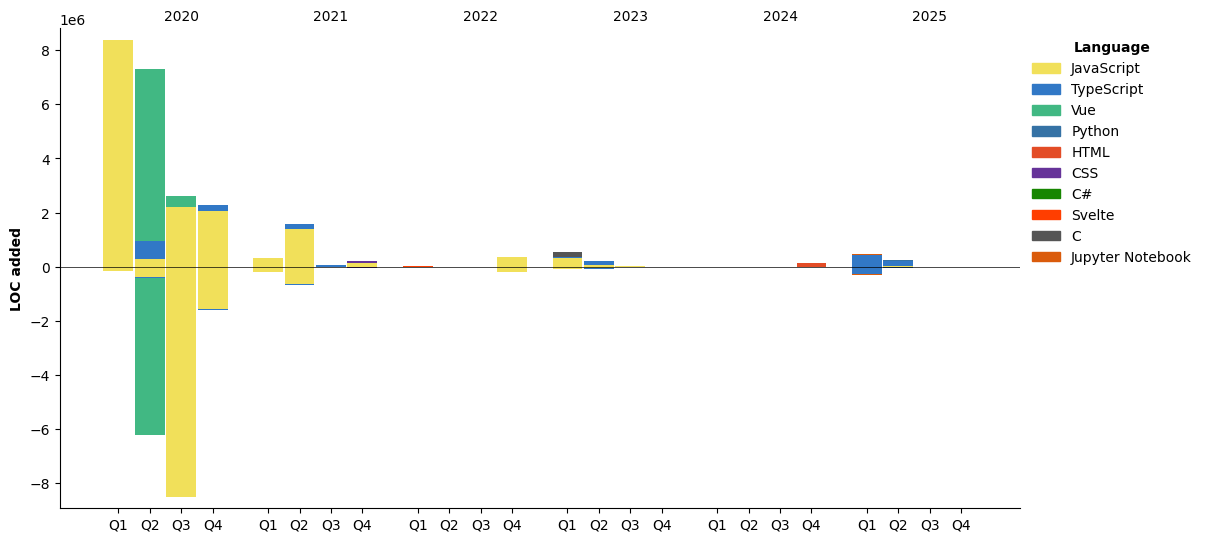 1e6
2020 2021 2022 2023 2024 2025
8
6
4
2
0
−2
−4
−6
−8
LOC added
Q1 Q2 Q3 Q4 Q1 Q2 Q3 Q4 Q1 Q2 Q3 Q4 Q1 Q2 Q3 Q4 Q1 Q2 Q3 Q4 Q1 Q2 Q3 Q4
Language
JavaScript
TypeScript
Vue
Python
HTML
CSS
C#
Svelte
C
Jupyter Notebook